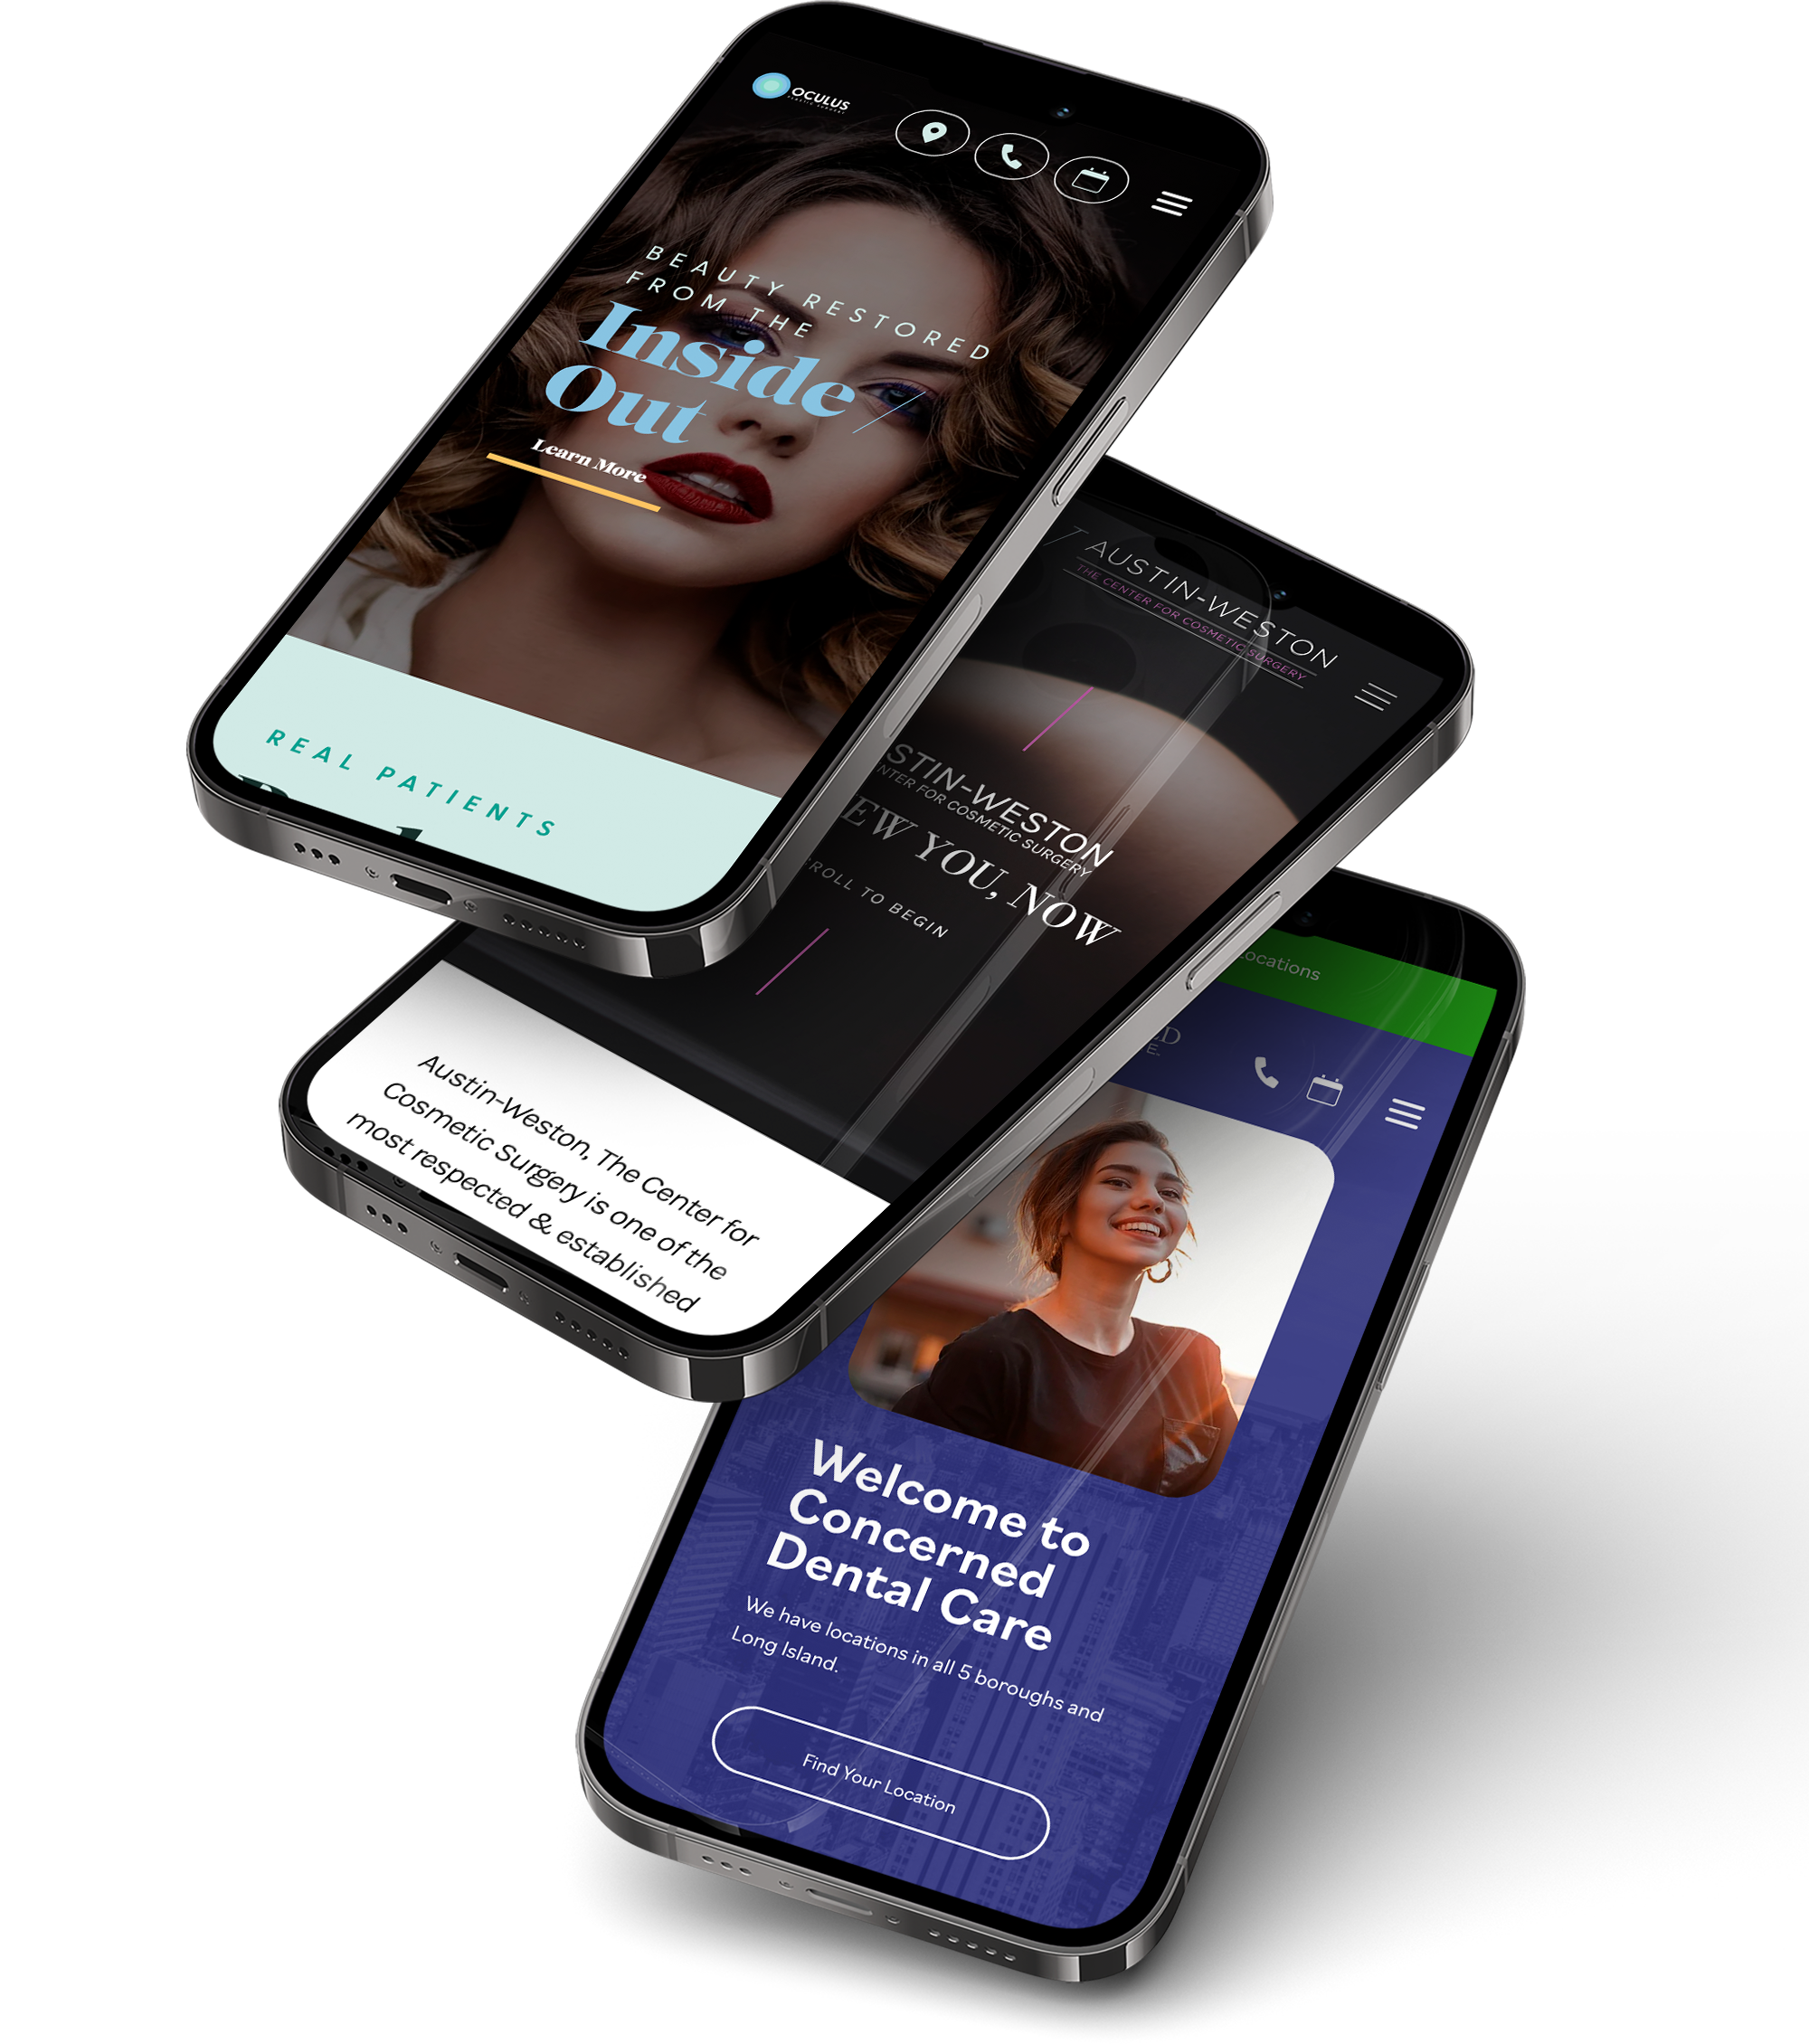 OCULUS
PLASTIC SURGERY
BEAUTY RESTORED
FROM THE
Inside /
Out
Learn More
REAL PATIENTS
AUSTIN-WESTON
THE CENTER FOR COSMETIC SURGERY
STIN-WESTON
NTER FOR COSMETIC SURGERY
EW YOU, NOW
ROLL TO BEGIN
Austin-Weston, The Center for
Cosmetic Surgery is one of the
most respected & established
Locations
Welcome to
Concerned
Dental Care
We have locations in all 5 boroughs and
Long Island.
Find Your Location